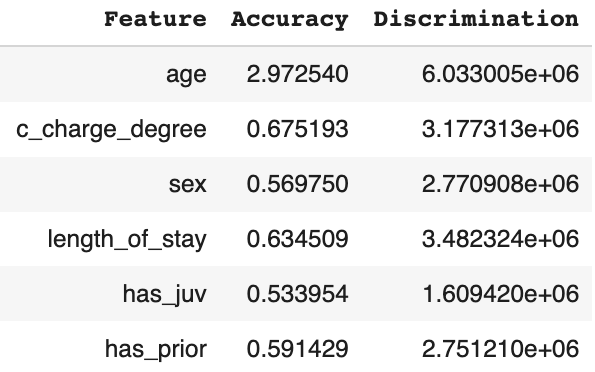 Feature Accuracy Discrimination
age 2.972540 6.033005e+06
c_charge_degree 0.675193 3.177313e+06
sex 0.569750 2.770908e+06
length_of_stay 0.634509 3.482324e+06
has_juv 0.533954 1.609420e+06
has_prior 0.591429 2.751210e+06